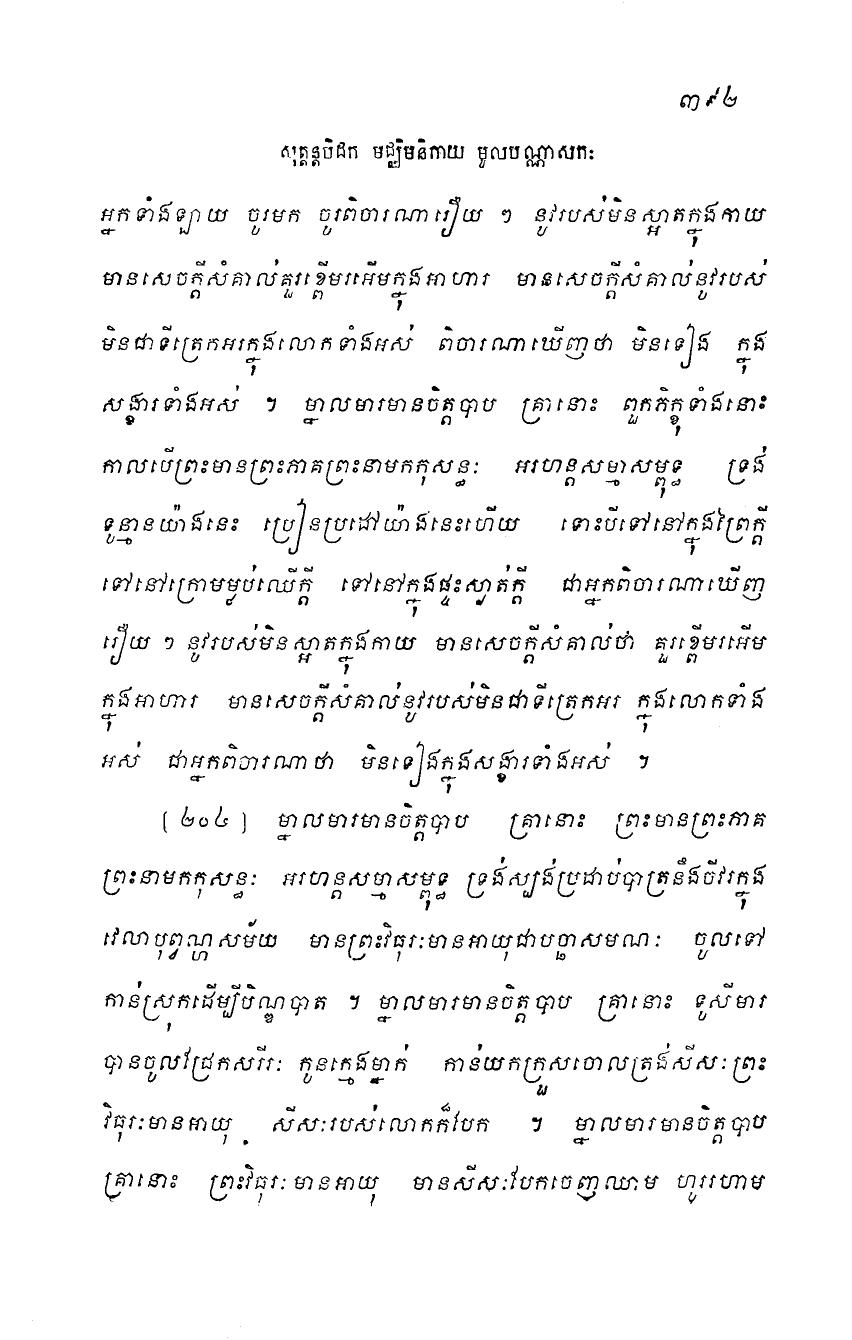 ៣៩២
សុត្តន្តបិដក មជ្ឈិមនិកាយ មូលបណ្ណាសកៈ
អ្នកទាំងឡាយ ចូរមក ចូរពិចារណារឿយ ៗ នូវរបស់មិនស្អាតក្នុងកាយ
មានសេចក្តីសំគាល់គួរខ្ពើមរអើមក្នុងអាហារ មានសេចក្តីសំគាល់នូវរបស់
មិនជាទីត្រេកអរក្នុងលោកទាំងអស់ ពិចារណាឃើញថា មិនទៀង ក្នុង
សង្ខារទាំងអស់ ។ ម្នាលមារមានចិត្តបាប គ្រានោះ ពួកភិក្ខុទាំងនោះ
កាលបើព្រះមានព្រះភាគព្រះនាមកកុសន្ធៈ អរហន្តសម្មាសម្ពុទ្ធ ទ្រង់
ទូន្មានយ៉ាងនេះ ប្រៀនប្រដៅយ៉ាងនេះហើយ ទោះបីទៅនៅក្នុងព្រៃក្តី
ទៅនៅក្រោមម្លប់ឈើក្តី ទៅនៅក្នុងផ្ទះស្ងាត់ក្តី ជាអ្នកពិចារណាឃើញ
រឿយ ៗ នូវរបស់មិនស្អាតក្នុងកាយ មានសេចក្តីសំគាល់ថា គួរខ្ពើមរអើម
ក្នុងអាហារ មានសេចក្តីសំគាល់នូវរបស់មិនជាទីត្រេកអរ ក្នុងលោកទាំង
អស់ ជាអ្នកពិចារណាថា មិនទៀងក្នុងសង្ខារទាំងអស់ ។
[ ២០៤ ] ម្នាលមារមានចិត្តបាប គ្រានោះ ព្រះមានព្រះភាគ
ព្រះនាមកកុសន្ធៈ អរហន្តសម្មាសម្ពុទ្ធ ទ្រង់ស្បង់ប្រដាប់បាត្រនឹងចីវរក្នុង
វេលាបុព្វណ្ហសម័យ មានព្រះវិធុរៈមានអាយុជាបច្ឆាសមណៈ ចូលទៅ
កាន់ស្រុកដើម្បីបិណ្ឌបាត ។ ម្នាលមារមានចិត្តបាប គ្រានោះ ទូសីមារ
បានចូលជ្រែកសរីរៈ កូនក្មេងម្នាក់ កាន់យកក្រួសចោលត្រង់សីសៈព្រះ
វិធុរៈមានអាយុ សីសៈរបស់លោកក៏បែក ។ ម្នាលមារមានចិត្តបាប
គ្រានោះ ព្រះវិធុរៈមានអាយុ មានសីសៈបែកចេញឈាម ហូររហាម